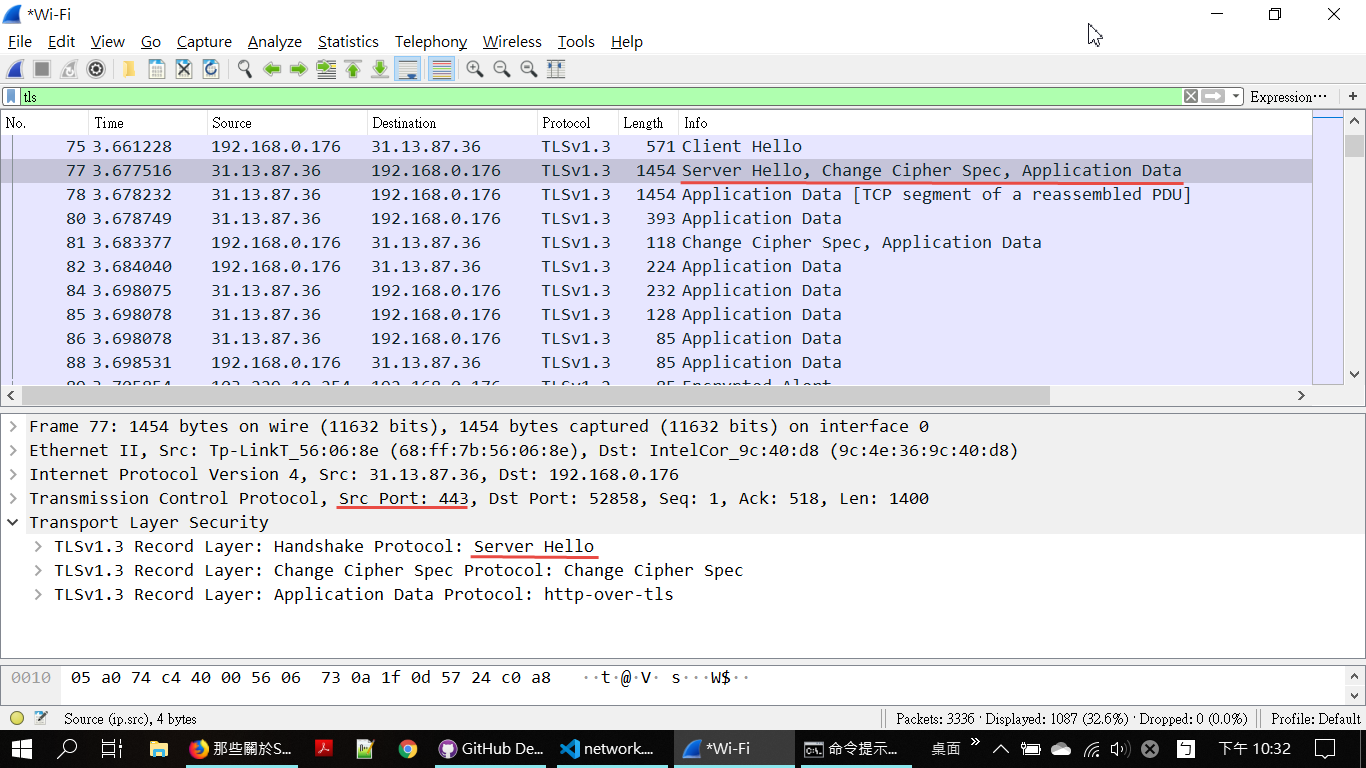 *Wi-Fi
File Edit View Go Capture Analyze Statistics Telephony Wireless Tools Help
tls Expression… +
No. Time Source Destination Protocol Length Info
75 3.661228 192.168.0.176 31.13.87.36 TLSv1.3 571 Client Hello
77 3.677516 31.13.87.36 192.168.0.176 TLSv1.3 1454 Server Hello, Change Cipher Spec, Application Data
78 3.678232 31.13.87.36 192.168.0.176 TLSv1.3 1454 Application Data [TCP segment of a reassembled PDU]
80 3.678749 31.13.87.36 192.168.0.176 TLSv1.3 393 Application Data
81 3.683377 192.168.0.176 31.13.87.36 TLSv1.3 118 Change Cipher Spec, Application Data
82 3.684040 192.168.0.176 31.13.87.36 TLSv1.3 224 Application Data
84 3.698075 31.13.87.36 192.168.0.176 TLSv1.3 232 Application Data
85 3.698078 31.13.87.36 192.168.0.176 TLSv1.3 128 Application Data
86 3.698078 31.13.87.36 192.168.0.176 TLSv1.3 85 Application Data
88 3.698531 192.168.0.176 31.13.87.36 TLSv1.3 85 Application Data
Frame 77: 1454 bytes on wire (11632 bits), 1454 bytes captured (11632 bits) on interface 0
Ethernet II, Src: Tp-LinkT_56:06:8e (68:ff:7b:56:06:8e), Dst: IntelCor_9c:40:d8 (9c:4e:36:9c:40:d8)
Internet Protocol Version 4, Src: 31.13.87.36, Dst: 192.168.0.176
Transmission Control Protocol, Src Port: 443, Dst Port: 52858, Seq: 1, Ack: 518, Len: 1400
Transport Layer Security
TLSv1.3 Record Layer: Handshake Protocol: Server Hello
TLSv1.3 Record Layer: Change Cipher Spec Protocol: Change Cipher Spec
TLSv1.3 Record Layer: Application Data Protocol: http-over-tls
0010 05 a0 74 c4 40 00 56 06 73 0a 1f 0d 57 24 c0 a8 ··t·@·V· s···W$··
Source (ip.src), 4 bytes Packets: 3336 · Displayed: 1087 (32.6%) · Dropped: 0 (0.0%) Profile: Default
那些關於S... GitHub De... network.... *Wi-Fi 命令提示... 桌面 下午 10:32